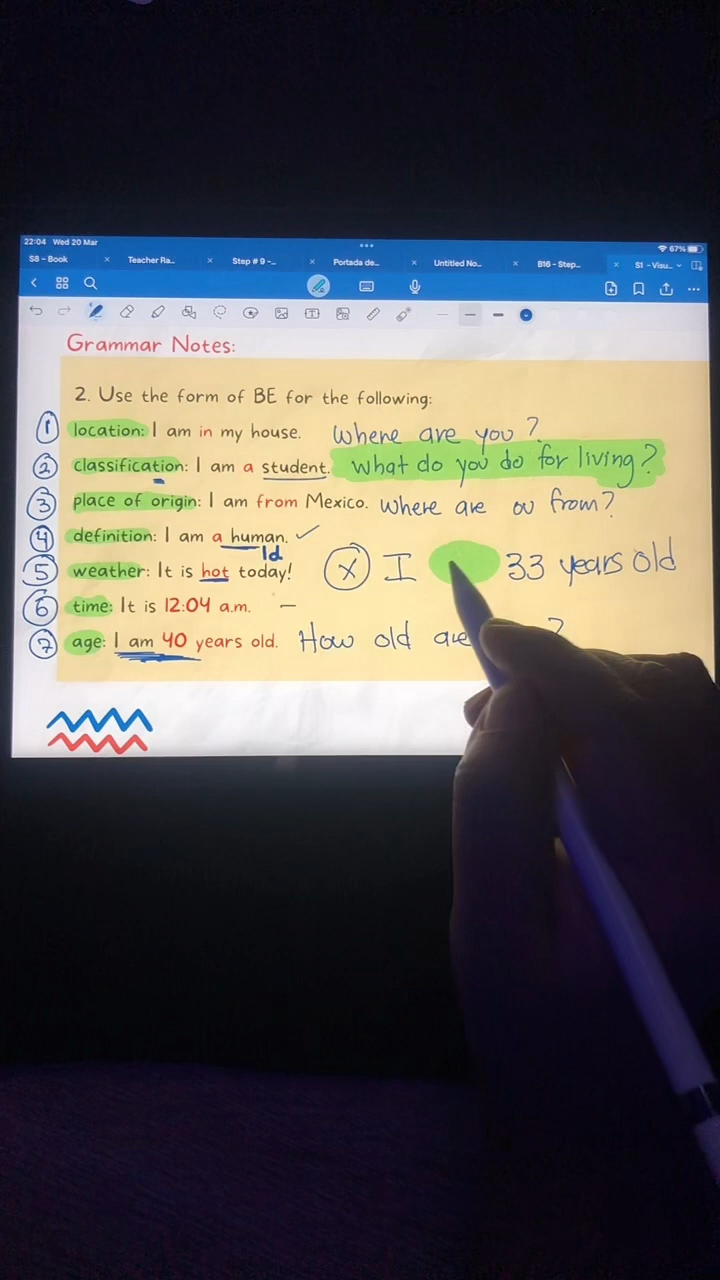 22:04 Wed 20 Mar 67%
S8 - Book × Teacher Ra... × Step # 9 -... × Portada de... × Untitled No... × B16 - Step... × S1 - Visu...
Grammar Notes:
2. Use the form of BE for the following:
1 location: I am in my house. Where are you?
2 classification: I am a student. What do you do for living?
3 place of origin: I am from Mexico. Where are ou from?
4 definition: I am a human. ✓
ld
5 weather: It is hot today! X I 33 years old
6 time: It is 12:04 a.m. –
7 age: I am 40 years old. How old are ?